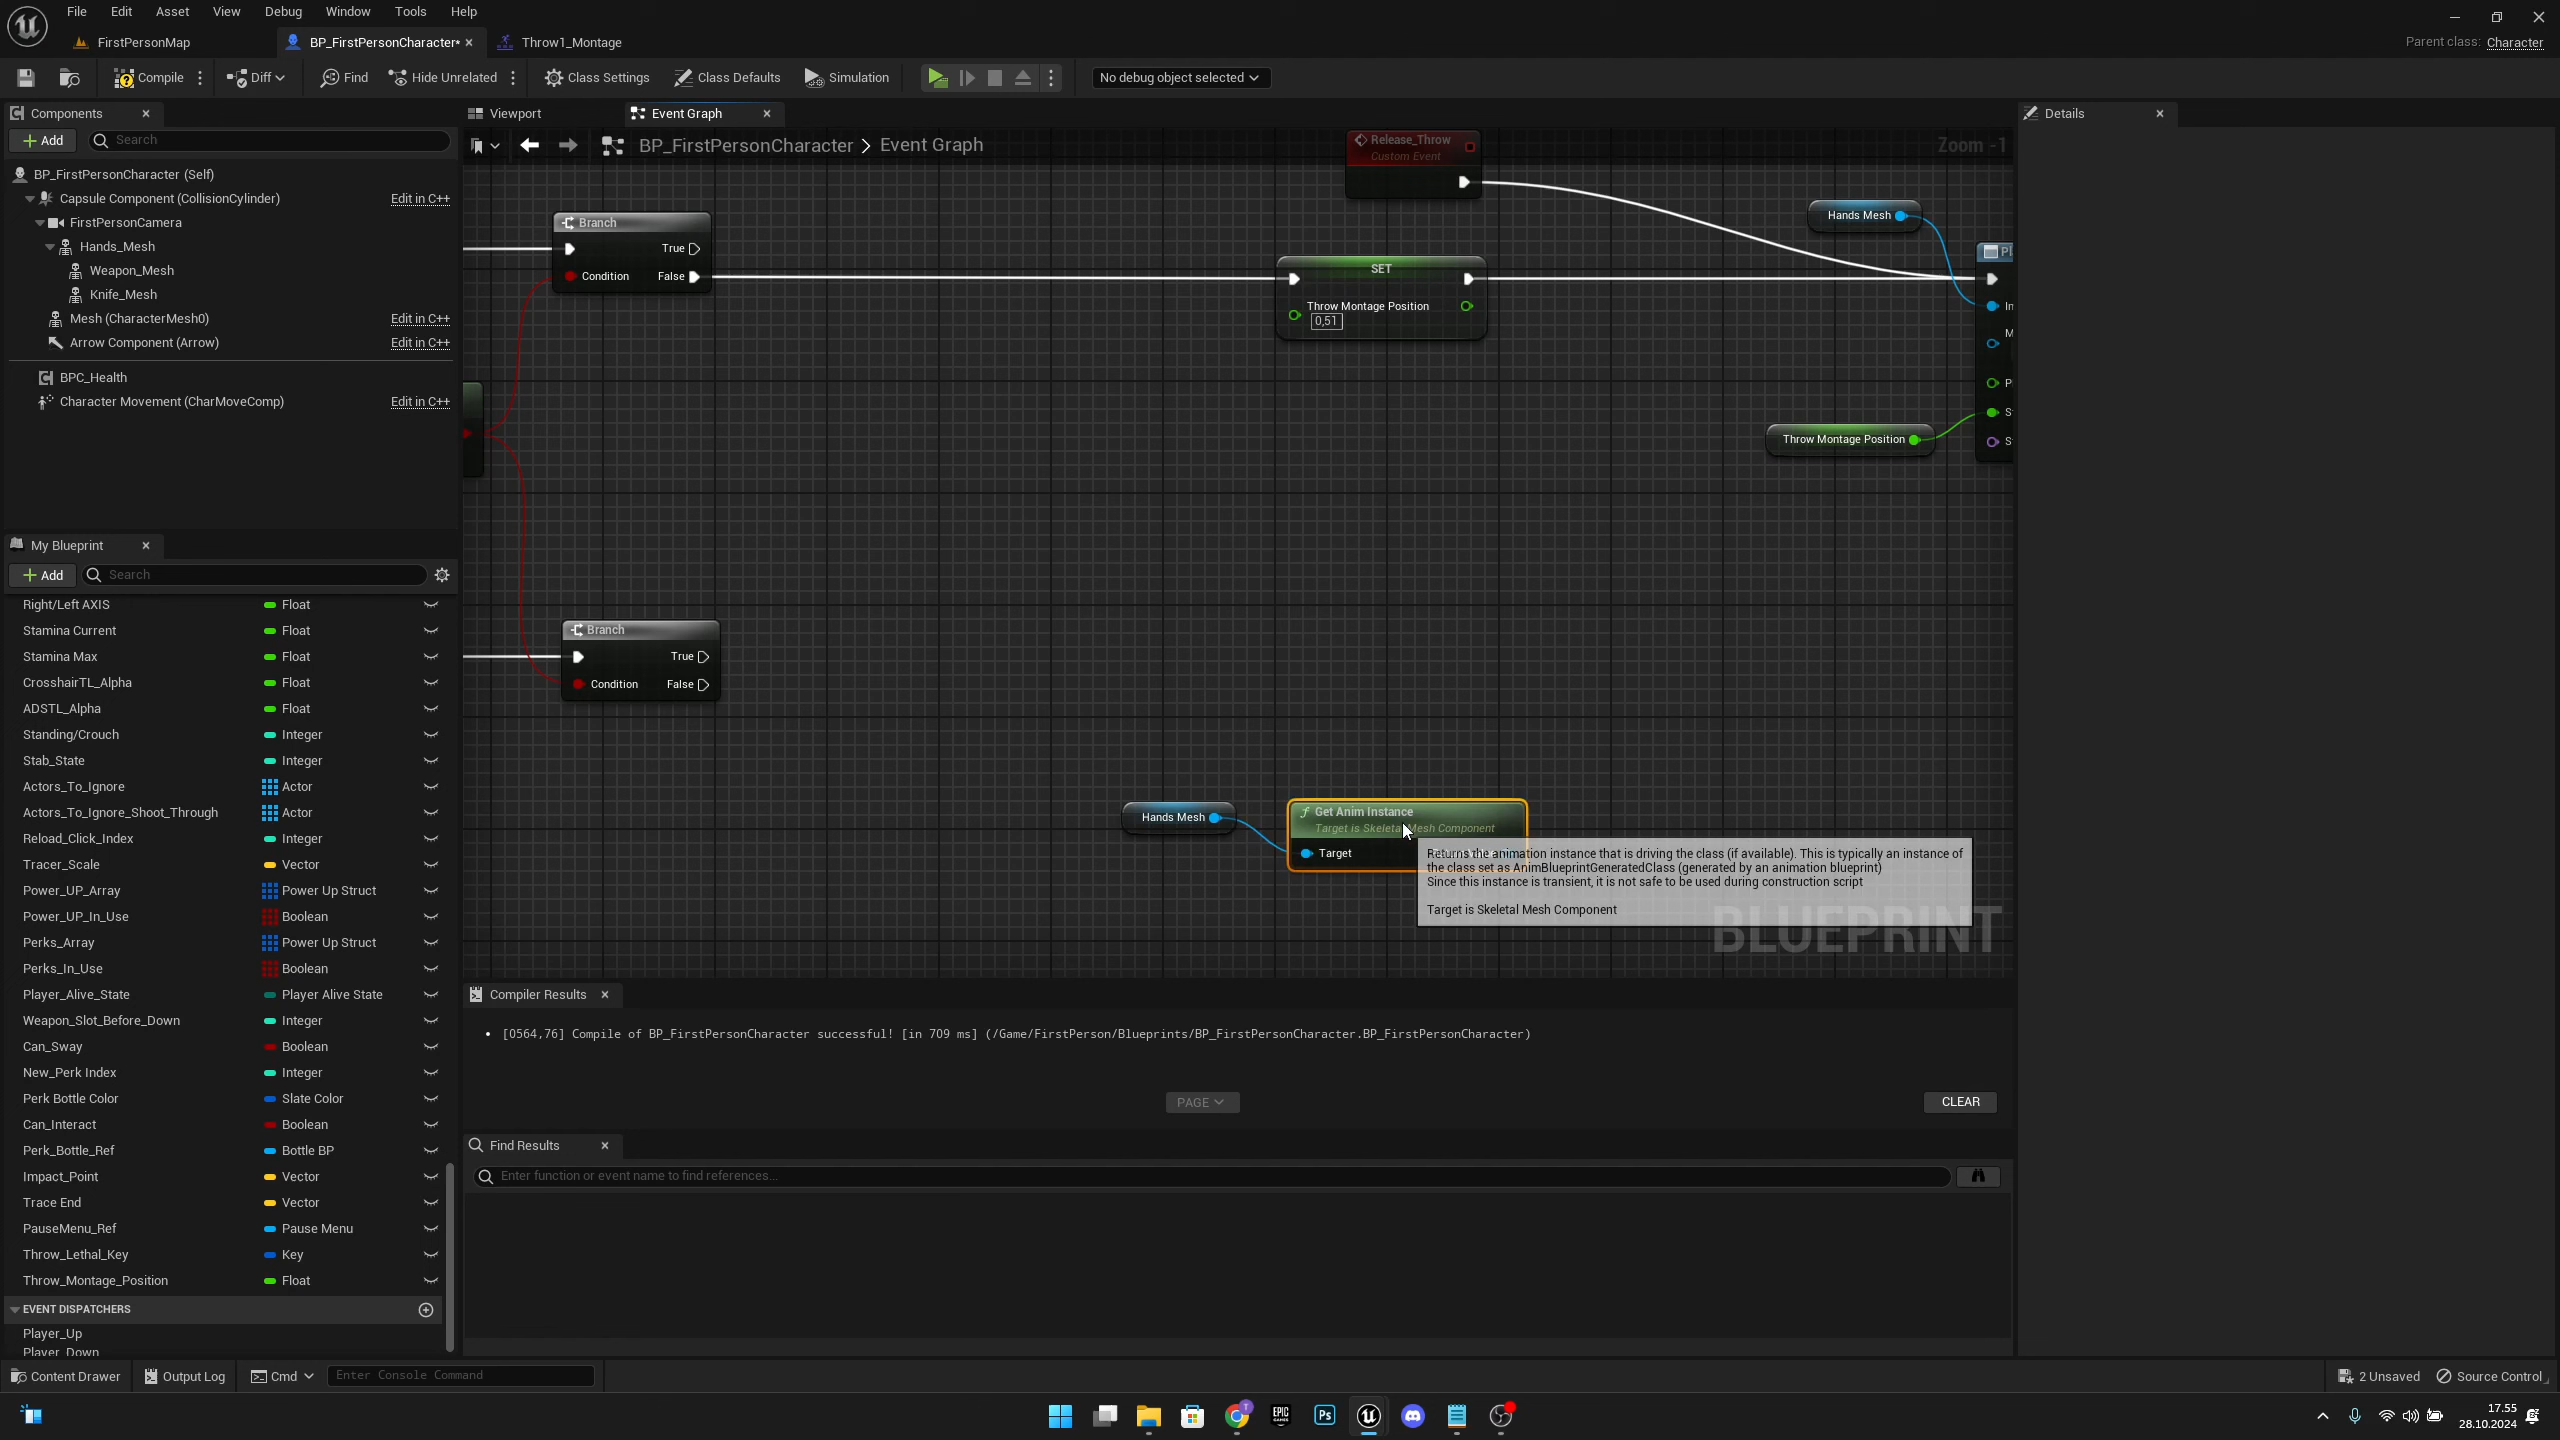 File Edit Asset View Debug Window Tools Help
FirstPersonMap BP_FirstPersonCharacter* Throw1_Montage
Parent class: Character
Compile Diff Find Hide Unrelated Class Settings Class Defaults Simulation No debug object selected
Components
Add Search
BP_FirstPersonCharacter (Self)
Capsule Component (CollisionCylinder) Edit in C++
FirstPersonCamera
Hands_Mesh
Weapon_Mesh
Knife_Mesh
Mesh (CharacterMesh0) Edit in C++
Arrow Component (Arrow) Edit in C++
BPC_Health
Character Movement (CharMoveComp) Edit in C++
My Blueprint
Add Search
Right/Left AXIS Float
Stamina Current Float
Stamina Max Float
CrosshairTL_Alpha Float
ADSTL_Alpha Float
Standing/Crouch Integer
Stab_State Integer
Actors_To_Ignore Actor
Actors_To_Ignore_Shoot_Through Actor
Reload_Click_Index Integer
Tracer_Scale Vector
Power_UP_Array Power Up Struct
Power_UP_In_Use Boolean
Perks_Array Power Up Struct
Perks_In_Use Boolean
Player_Alive_State Player Alive State
Weapon_Slot_Before_Down Integer
Can_Sway Boolean
New_Perk Index Integer
Perk Bottle Color Slate Color
Can_Interact Boolean
Perk_Bottle_Ref Bottle BP
Impact_Point Vector
Trace End Vector
PauseMenu_Ref Pause Menu
Throw_Lethal_Key Key
Throw_Montage_Position Float
EVENT DISPATCHERS
Player_Up
Player_Down
Viewport Event Graph
BP_FirstPersonCharacter > Event Graph
Zoom -1
Release_Throw
Custom Event
Branch
True
Condition False
SET
Throw Montage Position
0,51
Hands Mesh
Pl
In
M
P
S
S
Throw Montage Position
Branch
True
Condition False
Hands Mesh
Get Anim Instance
Target is Skeletal Mesh Component
Target
Returns the animation instance that is driving the class (if available). This is typically an instance of
the class set as AnimBlueprintGeneratedClass (generated by an animation blueprint)
Since this instance is transient, it is not safe to be used during construction script
Target is Skeletal Mesh Component
BLUEPRINT
Compiler Results
[0564,76] Compile of BP_FirstPersonCharacter successful! [in 709 ms] (/Game/FirstPerson/Blueprints/BP_FirstPersonCharacter.BP_FirstPersonCharacter)
PAGE
CLEAR
Find Results
Enter function or event name to find references...
Details
Content Drawer Output Log Cmd Enter Console Command
2 Unsaved Source Control
T
EPIC GAMES
Ps
17.55
28.10.2024